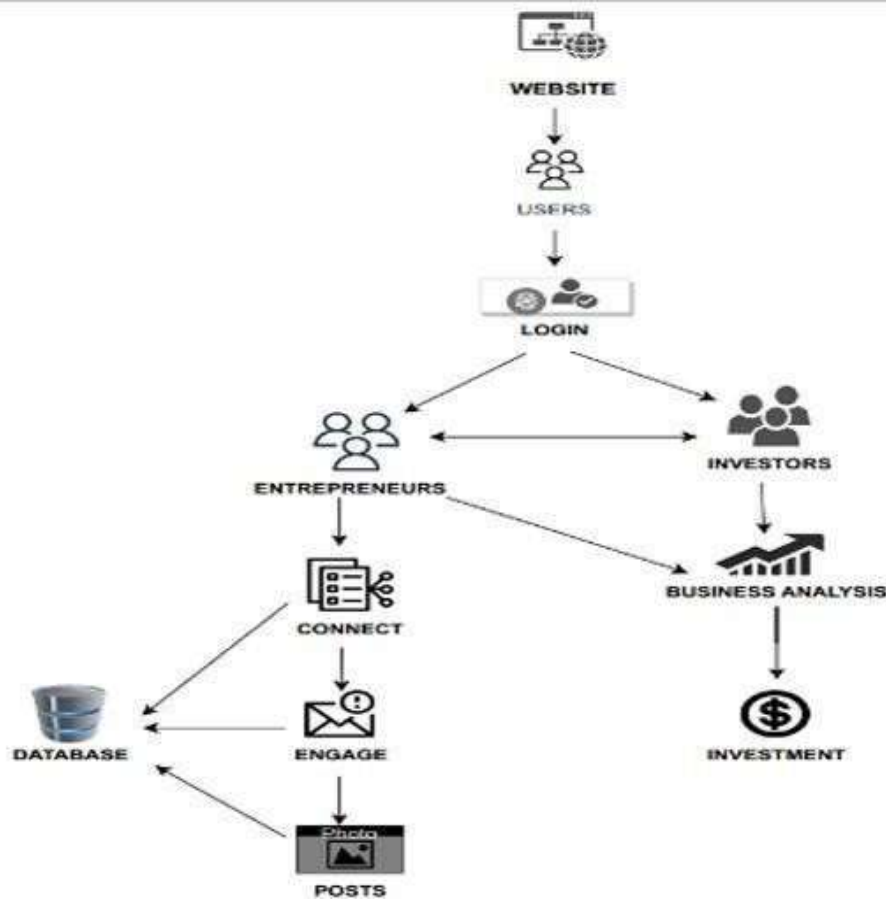 WEBSITE
USERS
LOGIN
INVESTORS
ENTREPRENEURS
BUSINESS ANALYSIS
CONNECT
DATABASE
ENGAGE
INVESTMENT
Photo
POSTS